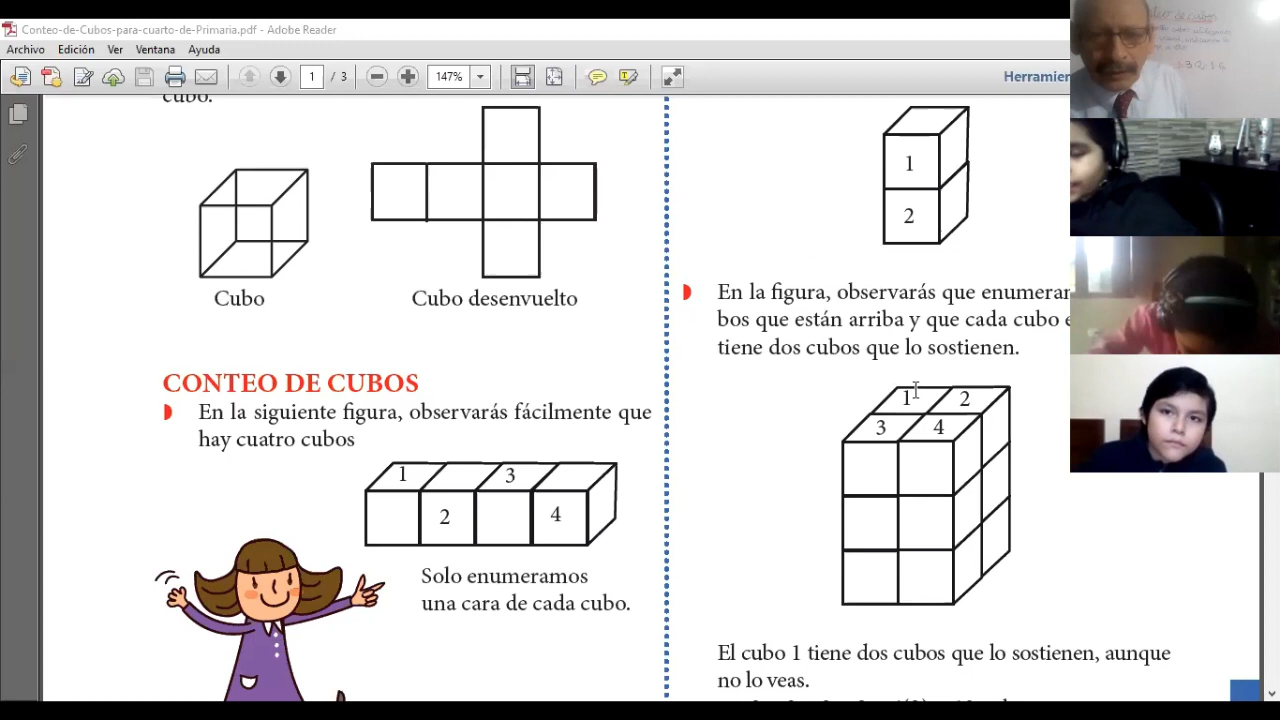 Conteo-de-Cubos-para-cuarto-de-Primaria.pdf - Adobe Reader
Archivo Edición Ver Ventana Ayuda
1 / 3 147% Herramien
cubo.
Cubo
Cubo desenvuelto
CONTEO DE CUBOS
En la siguiente figura, observarás fácilmente que
hay cuatro cubos
1 3
2 4
Solo enumeramos
una cara de cada cubo.
1
2
En la figura, observarás que enumeram
bos que están arriba y que cada cubo e
tiene dos cubos que lo sostienen.
1 2
3 4
El cubo 1 tiene dos cubos que lo sostienen, aunque
no lo veas.